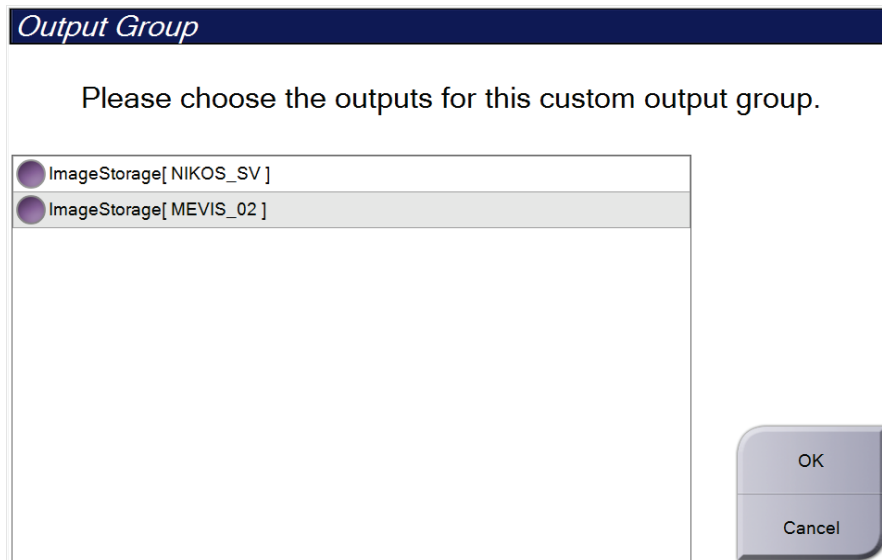 Output Group
Please choose the outputs for this custom output group.
ImageStorage[ NIKOS_SV ]
ImageStorage[ MEVIS_02 ]
OK
Cancel